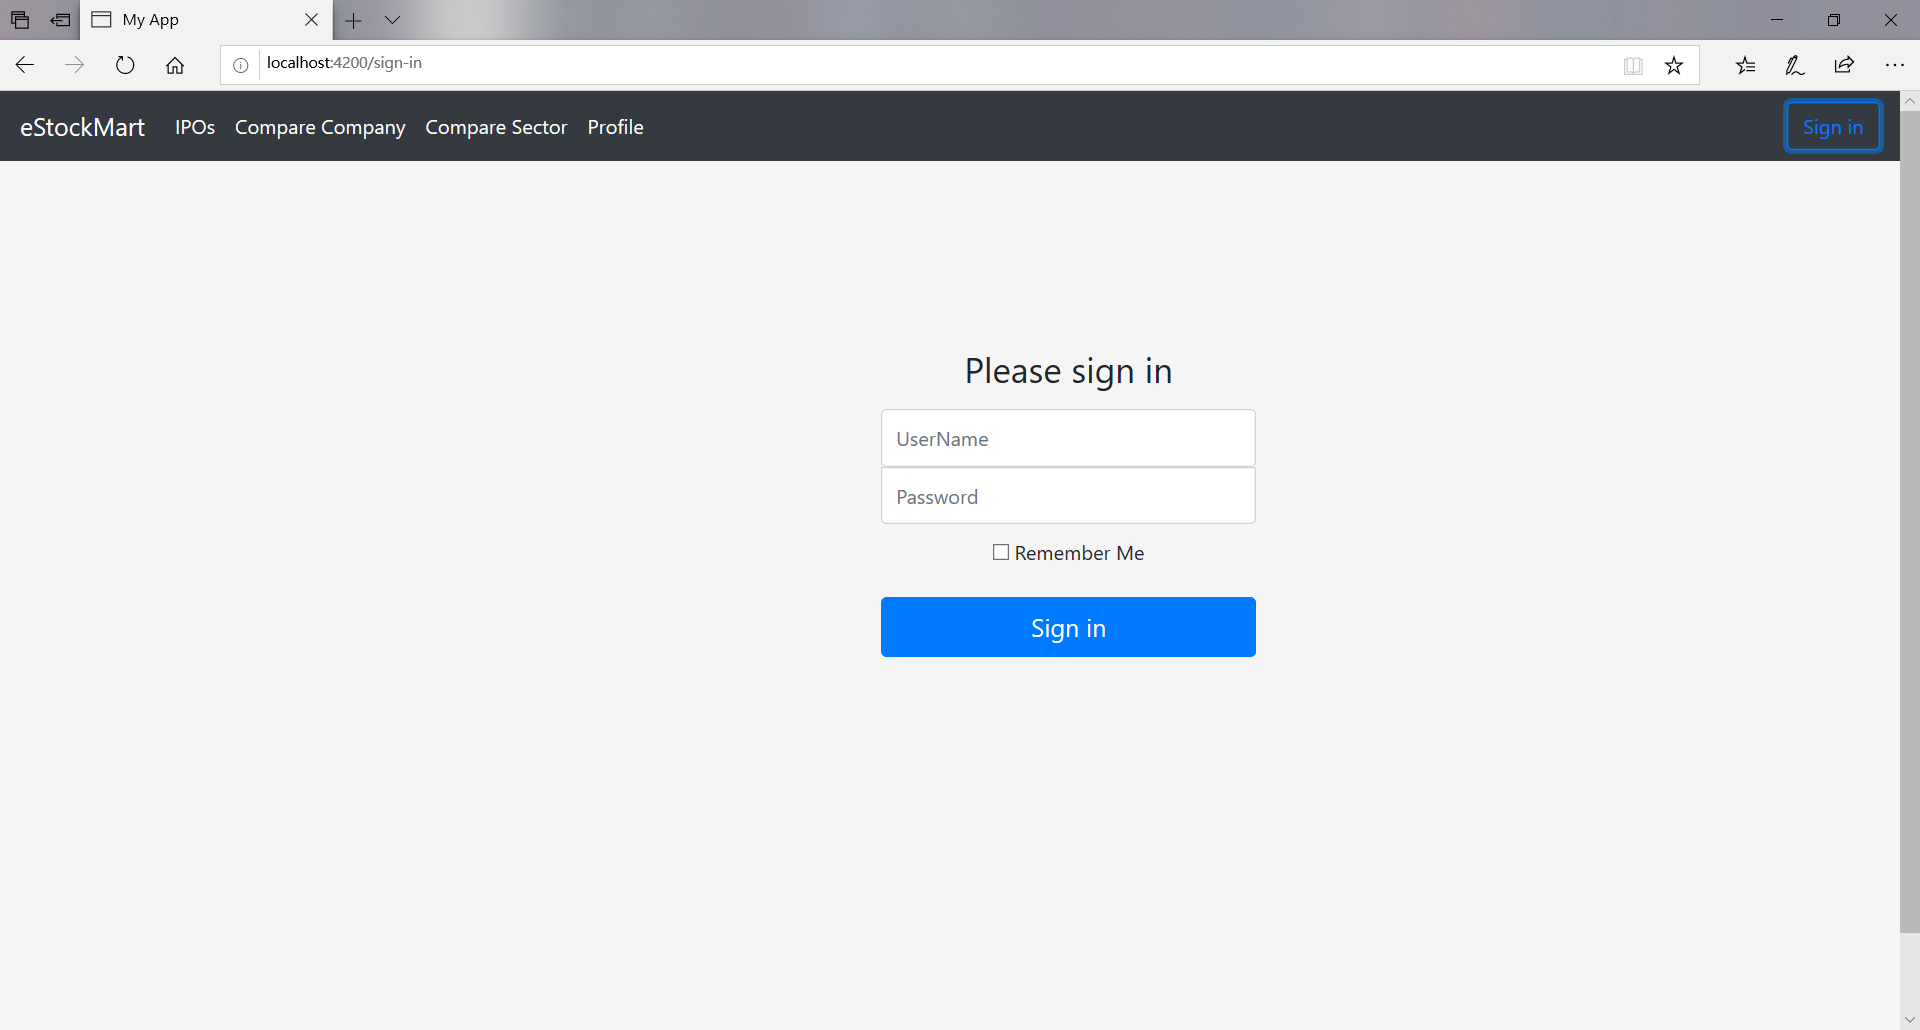 My App
localhost:4200/sign-in
eStockMart IPOs Compare Company Compare Sector Profile Sign in
Please sign in
UserName
Password
Remember Me
Sign in